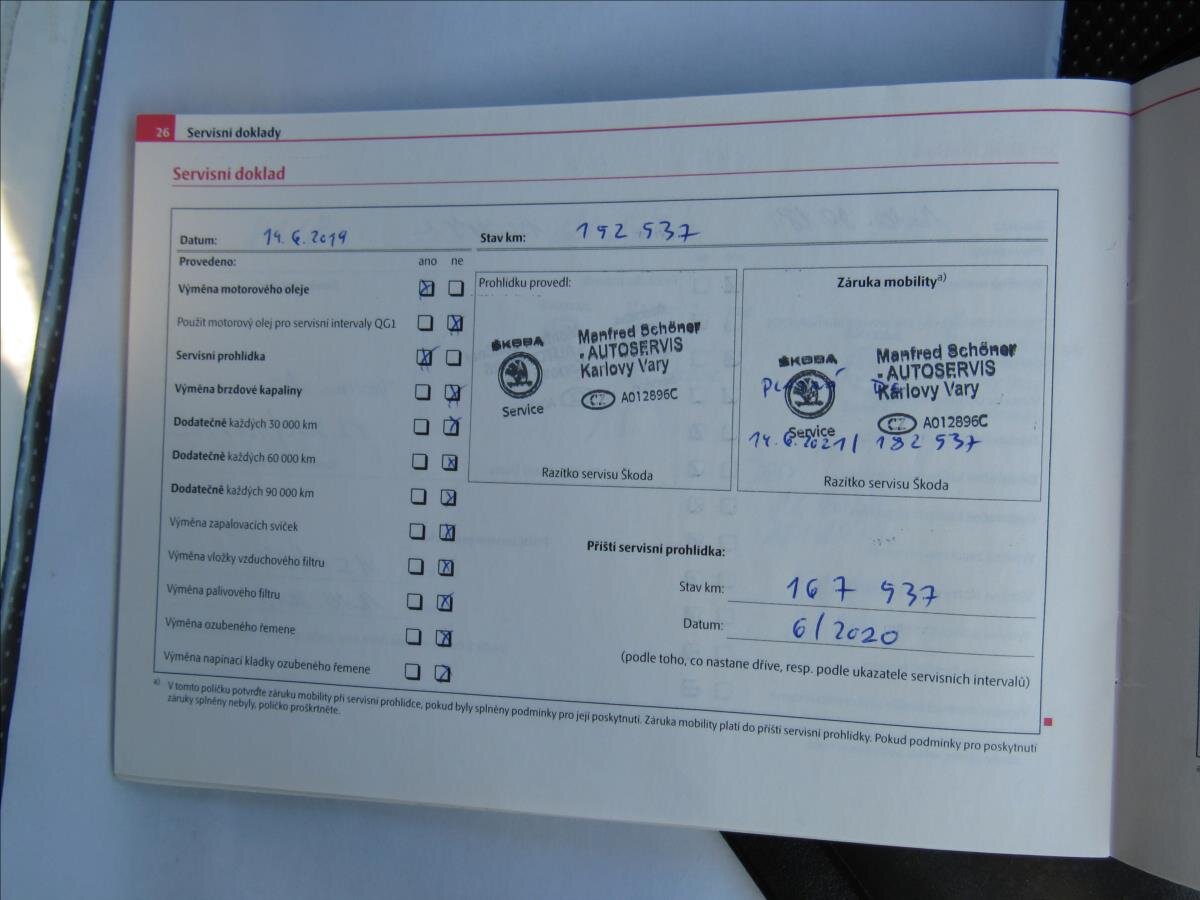 26 Servisní doklady
Servisní doklad
Datum: 14.6.2019 Stav km: 152 537
Provedeno: ano ne
Výměna motorového oleje
Použit motorový olej pro servisní intervaly QG1
Servisní prohlídka
Výměna brzdové kapaliny
Dodatečně každých 30 000 km
Dodatečně každých 60 000 km
Dodatečně každých 90 000 km
Výměna zapalovacích svíček
Výměna vložky vzduchového filtru
Výměna palivového filtru
Výměna ozubeného řemene
Výměna napínací kladky ozubeného řemene
Prohlídku provedl:
ŠKODA
Service
Manfred Schöner
- AUTOSERVIS
Karlovy Vary
CZ A012896C
Razítko servisu Škoda
Záruka mobility a)
ŠKODA
Service
Manfred Schöner
- AUTOSERVIS
Karlovy Vary
CZ A012896C
14.6.2021/ 182 537
Razítko servisu Škoda
Příští servisní prohlídka:
Stav km: 167 537
Datum: 6/2020
(podle toho, co nastane dříve, resp. podle ukazatele servisních intervalů)
a) V tomto políčku potvrďte záruku mobility při servisní prohlídce, pokud byly splněny podmínky pro její poskytnutí. Záruka mobility platí do příští servisní prohlídky. Pokud podmínky pro poskytnutí
záruky splněny nebyly, políčko proškrtněte.